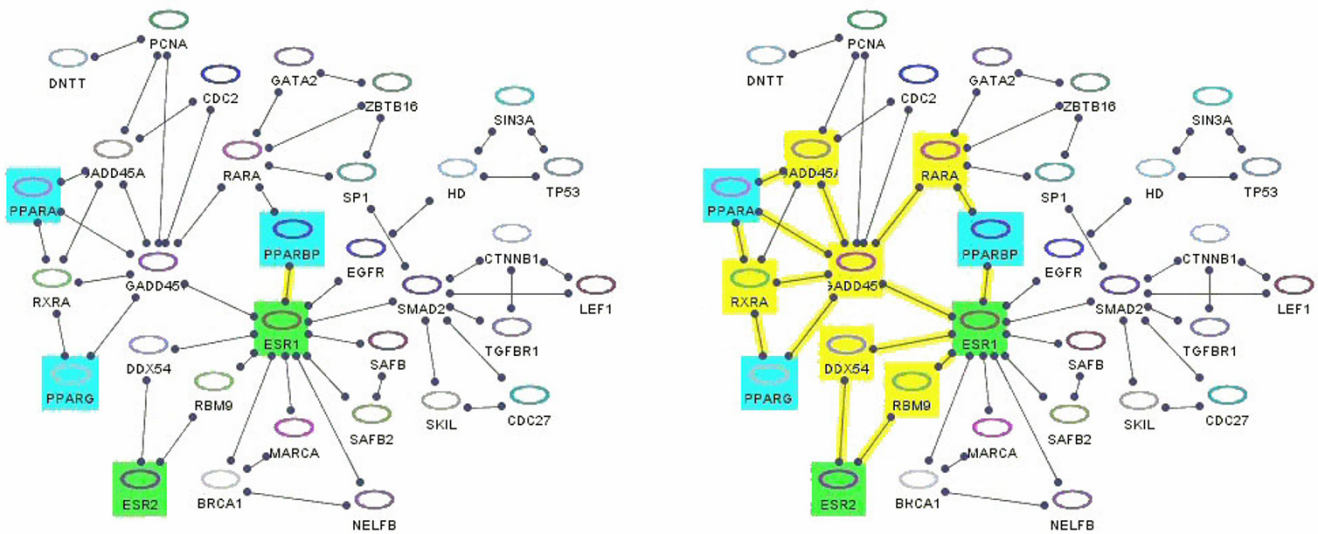 PCNA
DNTT
GATA2
CDC2
ZBTB16
SIN3A
JADD45A
RARA
HD
TP53
PPARA
SP1
PPARBP
EGFR
CTNNB1
RXRA
GADD45
SMAD2
LEF1
ESR1
TGFBR1
DDX54
SAFB
PPARG
RBM9
SKIL
CDC27
MARCA
SAFB2
ESR2
BRCA1
NELFB
PCNA
DNTT
GATA2
CDC2
ZBTB16
SIN3A
JADD45A
RARA
HD
TP53
PPARA
SP1
PPARBP
EGFR
CTNNB1
RXRA
GADD45
SMAD2
LEF1
ESR1
TGFBR1
DDX54
SAFB
PPARG
RBM9
SKIL
CDC27
MARCA
SAFB2
ESR2
BRCA1
NELFB